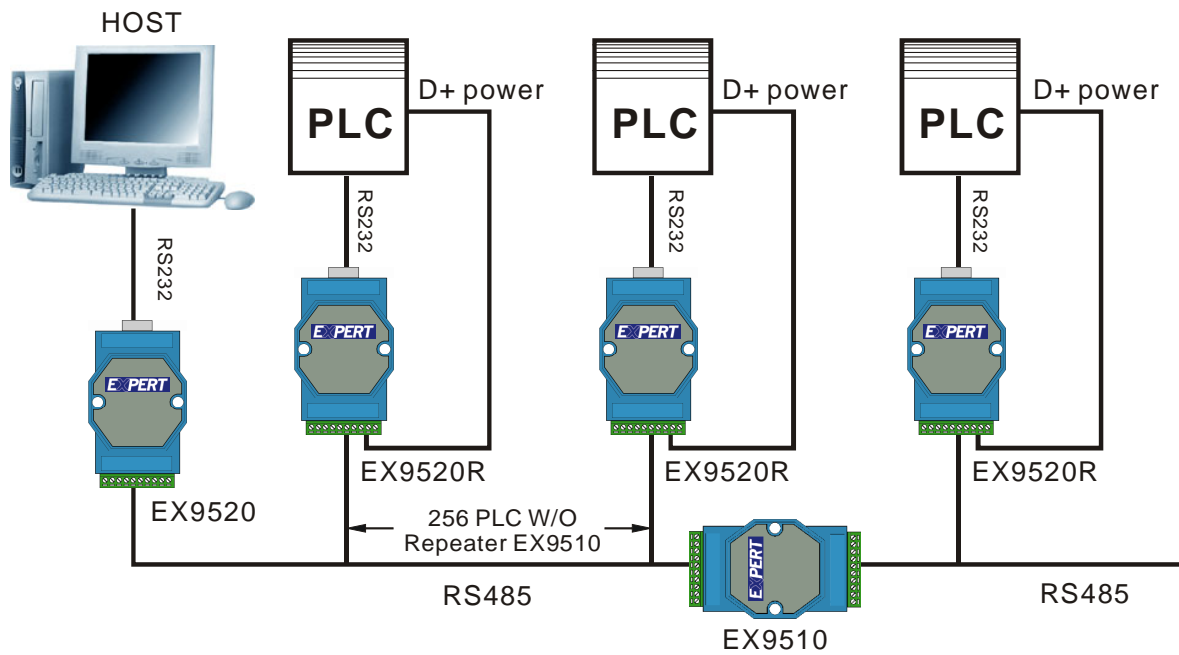 HOST
D+ power
D+ power
D+ power
PLC
PLC
PLC
RS232
RS232
RS232
RS232
EXPERT
EXPERT
EXPERT
EXPERT
EX9520R
EX9520R
EX9520R
EX9520
256 PLC W/O
Repeater EX9510
EXPERT
RS485
RS485
EX9510